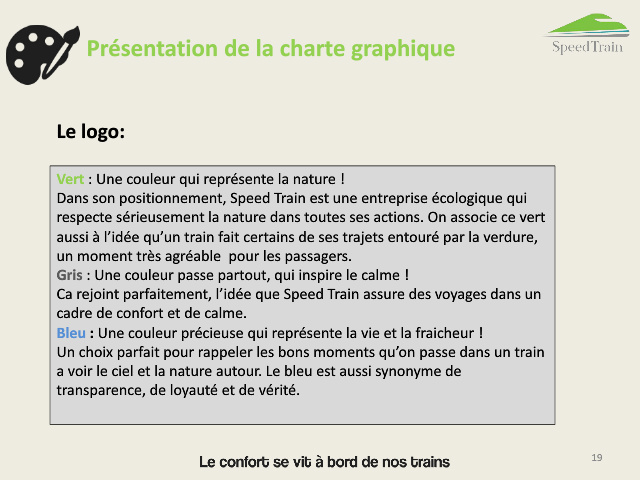 Présentation de la charte graphique
SpeedTrain
Le logo:
Vert : Une couleur qui représente la nature !
Dans son positionnement, Speed Train est une entreprise écologique qui
respecte sérieusement la nature dans toutes ses actions. On associe ce vert
aussi à l’idée qu’un train fait certains de ses trajets entouré par la verdure,
un moment très agréable pour les passagers.
Gris : Une couleur passe partout, qui inspire le calme !
Ca rejoint parfaitement, l’idée que Speed Train assure des voyages dans un
cadre de confort et de calme.
Bleu : Une couleur précieuse qui représente la vie et la fraicheur !
Un choix parfait pour rappeler les bons moments qu’on passe dans un train
a voir le ciel et la nature autour. Le bleu est aussi synonyme de
transparence, de loyauté et de vérité.
Le confort se vit à bord de nos trains
19